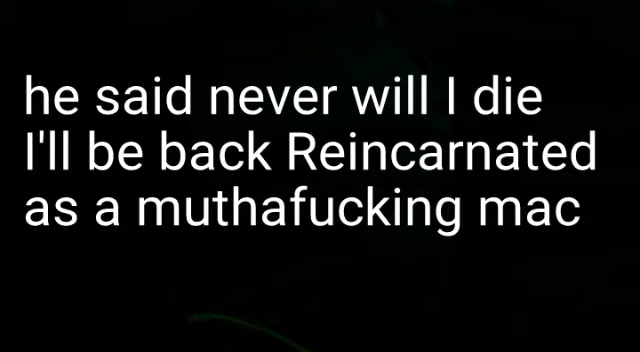 he said never will I die
I'll be back Reincarnated
as a muthafucking mac